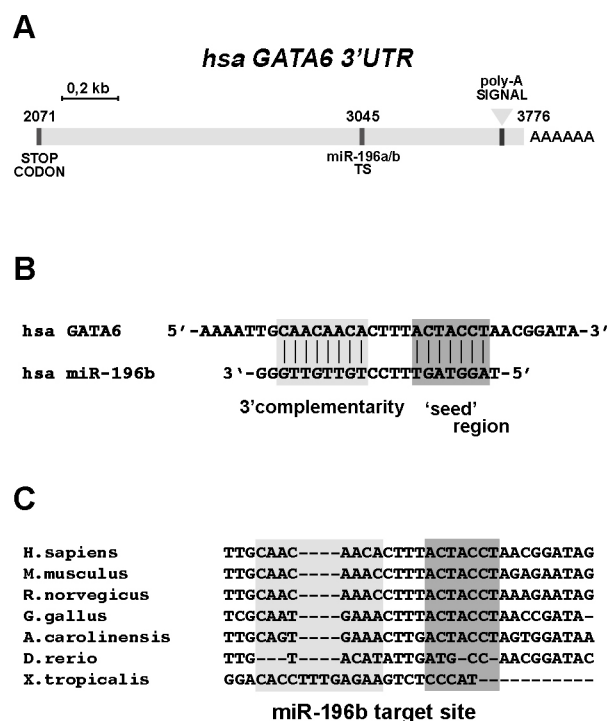 A
hsa GATA6 3'UTR
0,2 kb
poly-A
SIGNAL
2071 3045 3776
AAAAAA
STOP
CODON
miR-196a/b
TS
B
hsa GATA6 5'-AAAATTGCAACAACACTTTACTACCTAACGGATA-3'
hsa miR-196b 3'-GGGTTGTTGTCCTTTGATGGAT-5'
3'complementarity 'seed'
region
C
H.sapiens TTGCAAC----AACACTTTACTACCTAACGGATAG
M.musculus TTGCAAC----AAACCTTTACTACCTAGAGAATAG
R.norvegicus TTGCAAC----AAACCTTTACTACCTAAAGAATAG
G.gallus TCGCAAT----GAAACTTTACTACCTAACCGATA-
A.carolinensis TTGCAGT----GAAACTTGACTACCTAGTGGATAA
D.rerio TTG---T----ACATATTGATG-CC-AACGGATAC
X.tropicalis GGACACCTTTGAGAAGTCTCCCAT-----------
miR-196b target site